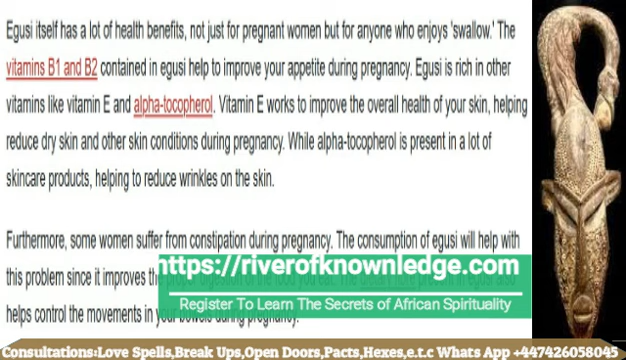 Egusi itself has a lot of health benefits, not just for pregnant women but for anyone who enjoys 'swallow.' The
vitamins B1 and B2 contained in egusi help to improve your appetite during pregnancy. Egusi is rich in other
vitamins like vitamin E and alpha-tocopherol. Vitamin E works to improve the overall health of your skin, helping
reduce dry skin and other skin conditions during pregnancy. While alpha-tocopherol is present in a lot of
skincare products, helping to reduce wrinkles on the skin.
Furthermore, some women suffer from constipation during pregnancy. The consumption of egusi will help with
this problem since it improves the
https://riverofknownledge.com
Register To Learn The Secrets of African Spirituality
helps control the movements in your bowels during pregnancy.
Consultations:Love Spells,Break Ups,Open Doors,Pacts,Hexes,e.t.c Whats App +447426058045